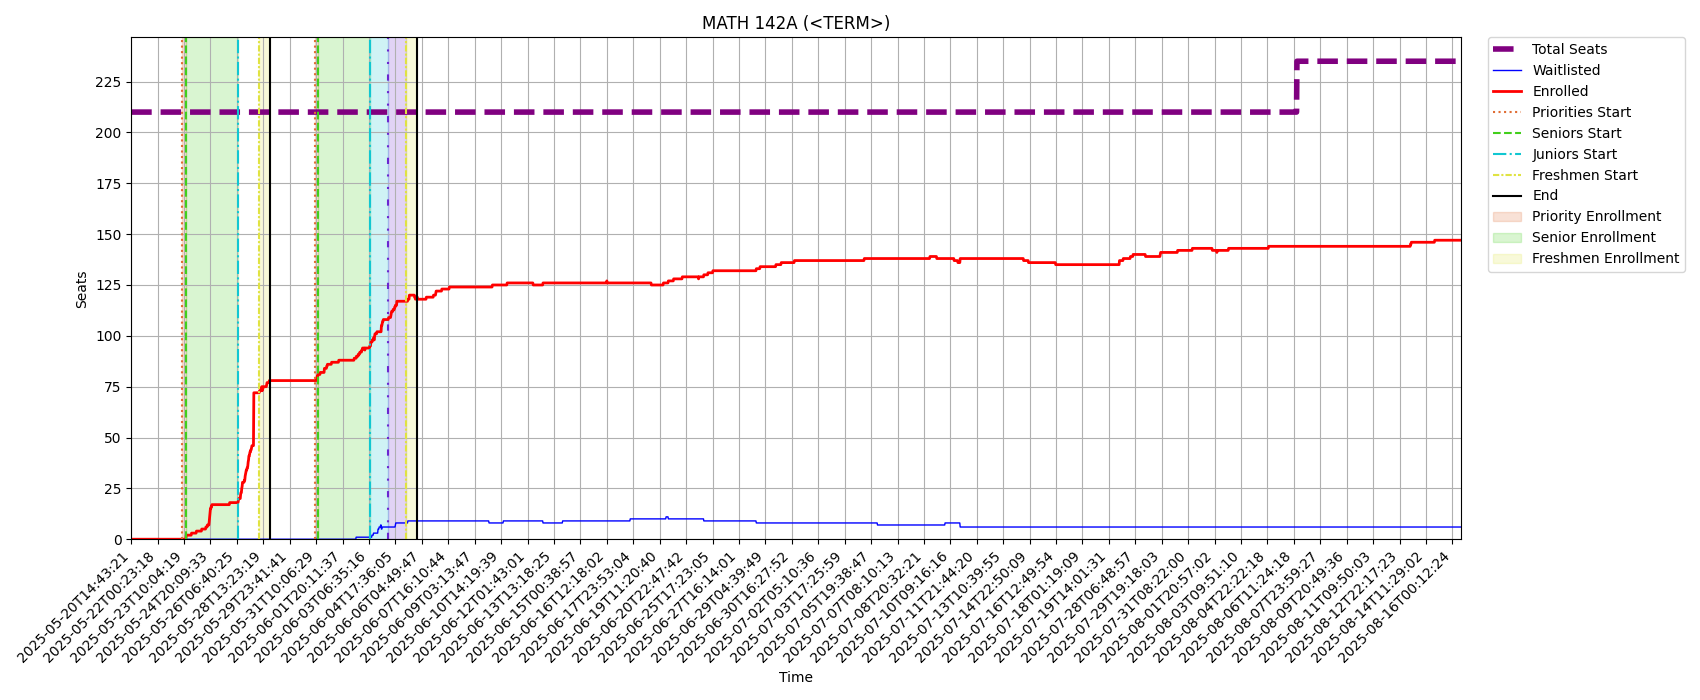 MATH 142A (<TERM>)
Seats
225
200
175
150
125
100
75
50
25
0
2025-05-20T14:43:21
2025-05-22T00:23:18
2025-05-23T10:04:19
2025-05-24T20:09:33
2025-05-26T06:40:25
2025-05-28T13:23:19
2025-05-29T23:41:41
2025-05-31T10:06:29
2025-06-01T20:11:37
2025-06-03T06:35:16
2025-06-04T17:36:05
2025-06-06T04:49:47
2025-06-07T16:10:44
2025-06-09T03:13:47
2025-06-10T14:19:39
2025-06-12T01:43:01
2025-06-13T13:18:25
2025-06-15T00:38:57
2025-06-16T12:18:02
2025-06-17T23:53:04
2025-06-19T11:20:40
2025-06-20T22:47:42
2025-06-25T17:23:05
2025-06-27T16:14:01
2025-06-29T04:39:49
2025-06-30T16:27:52
2025-07-02T05:10:36
2025-07-03T17:25:59
2025-07-05T19:38:47
2025-07-07T08:10:13
2025-07-08T20:32:21
2025-07-10T09:16:16
2025-07-11T21:44:20
2025-07-13T10:39:55
2025-07-14T22:50:09
2025-07-16T12:49:54
2025-07-18T01:19:09
2025-07-19T14:01:31
2025-07-28T06:48:57
2025-07-29T19:18:03
2025-07-31T08:22:00
2025-08-01T20:57:02
2025-08-03T09:51:10
2025-08-04T22:22:18
2025-08-06T11:24:18
2025-08-07T23:59:27
2025-08-09T20:49:36
2025-08-11T09:50:03
2025-08-12T22:17:23
2025-08-14T11:29:02
2025-08-16T00:12:24
Time
Total Seats
Waitlisted
Enrolled
Priorities Start
Seniors Start
Juniors Start
Freshmen Start
End
Priority Enrollment
Senior Enrollment
Freshmen Enrollment